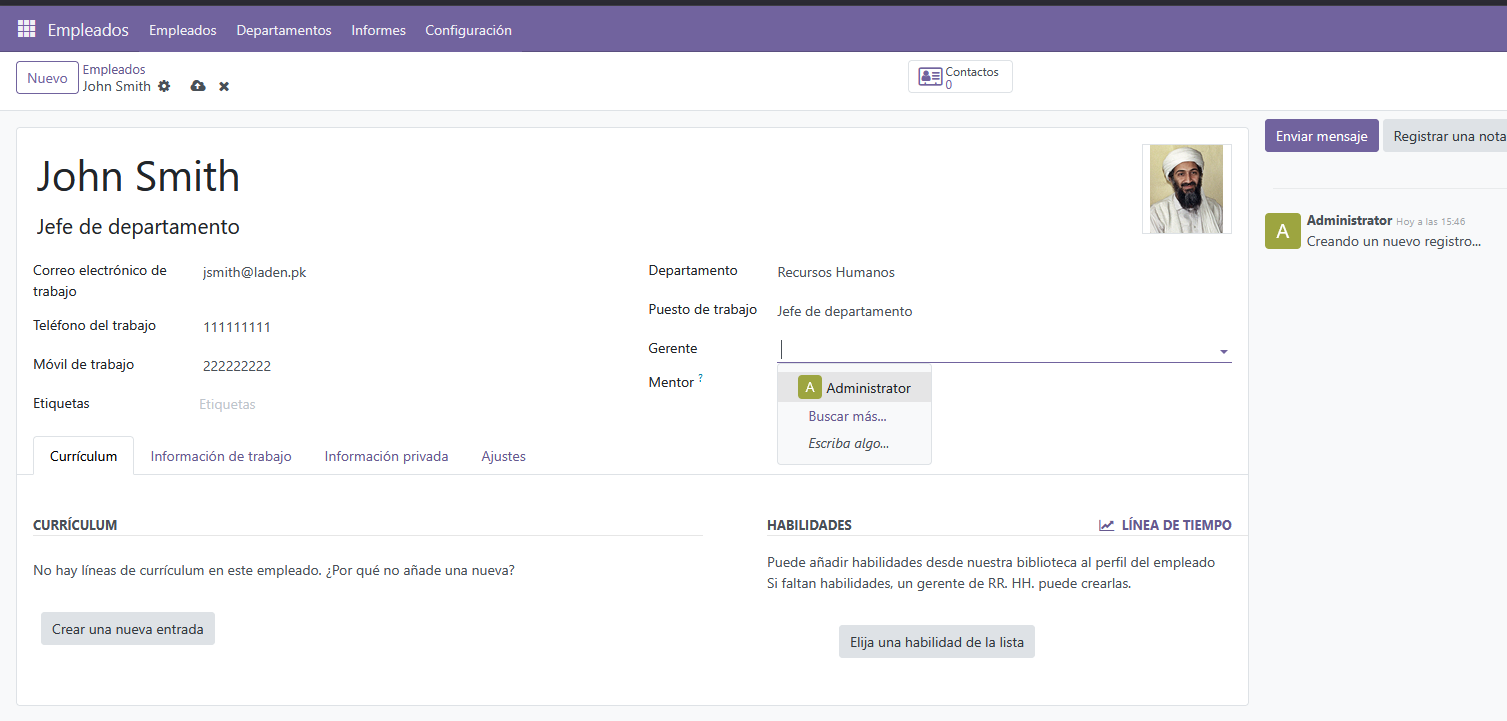 Empleados Empleados Departamentos Informes Configuración
Nuevo
Empleados
John Smith
Contactos
0
Enviar mensaje
Registrar una nota
John Smith
Jefe de departamento
Correo electrónico de
trabajo
jsmith@laden.pk
Teléfono del trabajo 111111111
Móvil de trabajo 222222222
Etiquetas Etiquetas
Departamento Recursos Humanos
Puesto de trabajo Jefe de departamento
Gerente
Mentor ?
A Administrator
Buscar más...
Escriba algo...
A
Administrator Hoy a las 15:46
Creando un nuevo registro...
Currículum Información de trabajo Información privada Ajustes
CURRÍCULUM
No hay líneas de currículum en este empleado. ¿Por qué no añade una nueva?
Crear una nueva entrada
HABILIDADES LÍNEA DE TIEMPO
Puede añadir habilidades desde nuestra biblioteca al perfil del empleado
Si faltan habilidades, un gerente de RR. HH. puede crearlas.
Elija una habilidad de la lista